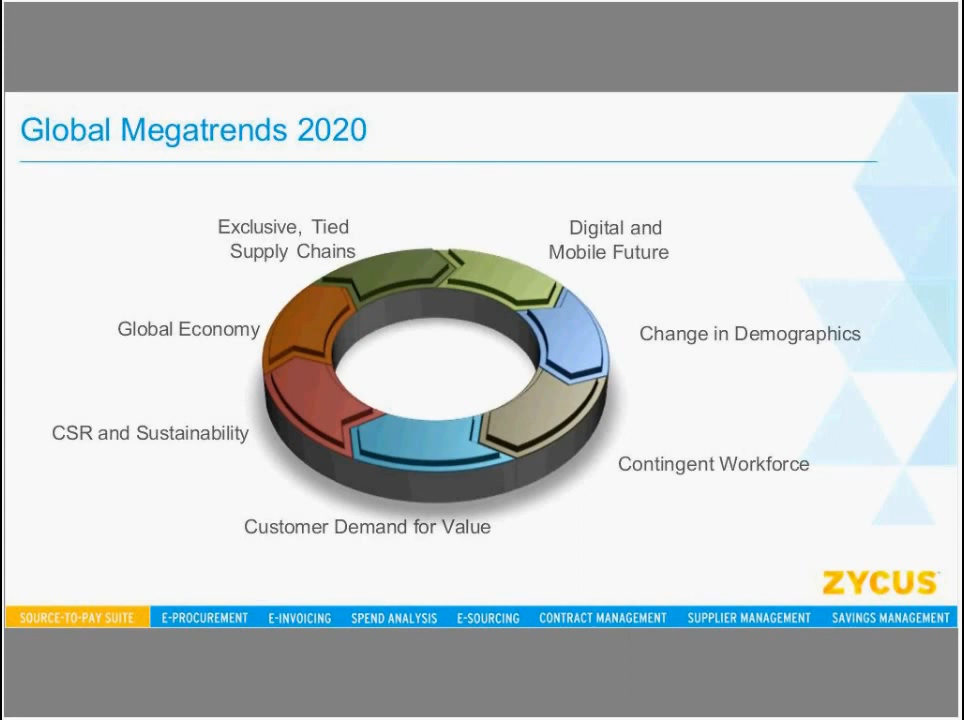 Global Megatrends 2020
Exclusive, Tied
Supply Chains
Digital and
Mobile Future
Global Economy
Change in Demographics
CSR and Sustainability
Contingent Workforce
Customer Demand for Value
ZYCUS
SOURCE-TO-PAY SUITE E-PROCUREMENT E-INVOICING SPEND ANALYSIS E-SOURCING CONTRACT MANAGEMENT SUPPLIER MANAGEMENT SAVINGS MANAGEMENT